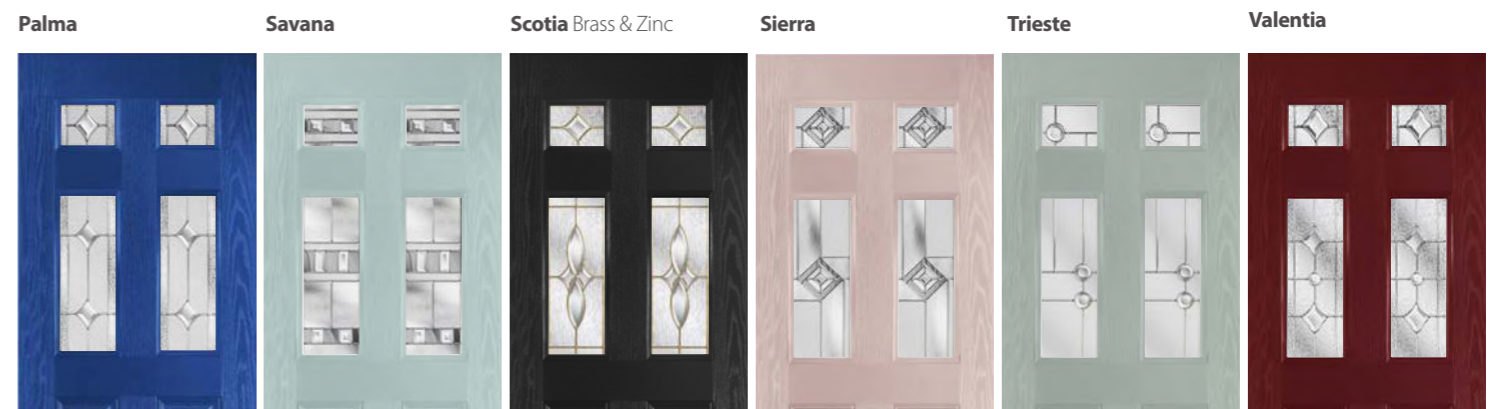 Palma
Savana
Scotia Brass & Zinc
Sierra
Trieste
Valentia